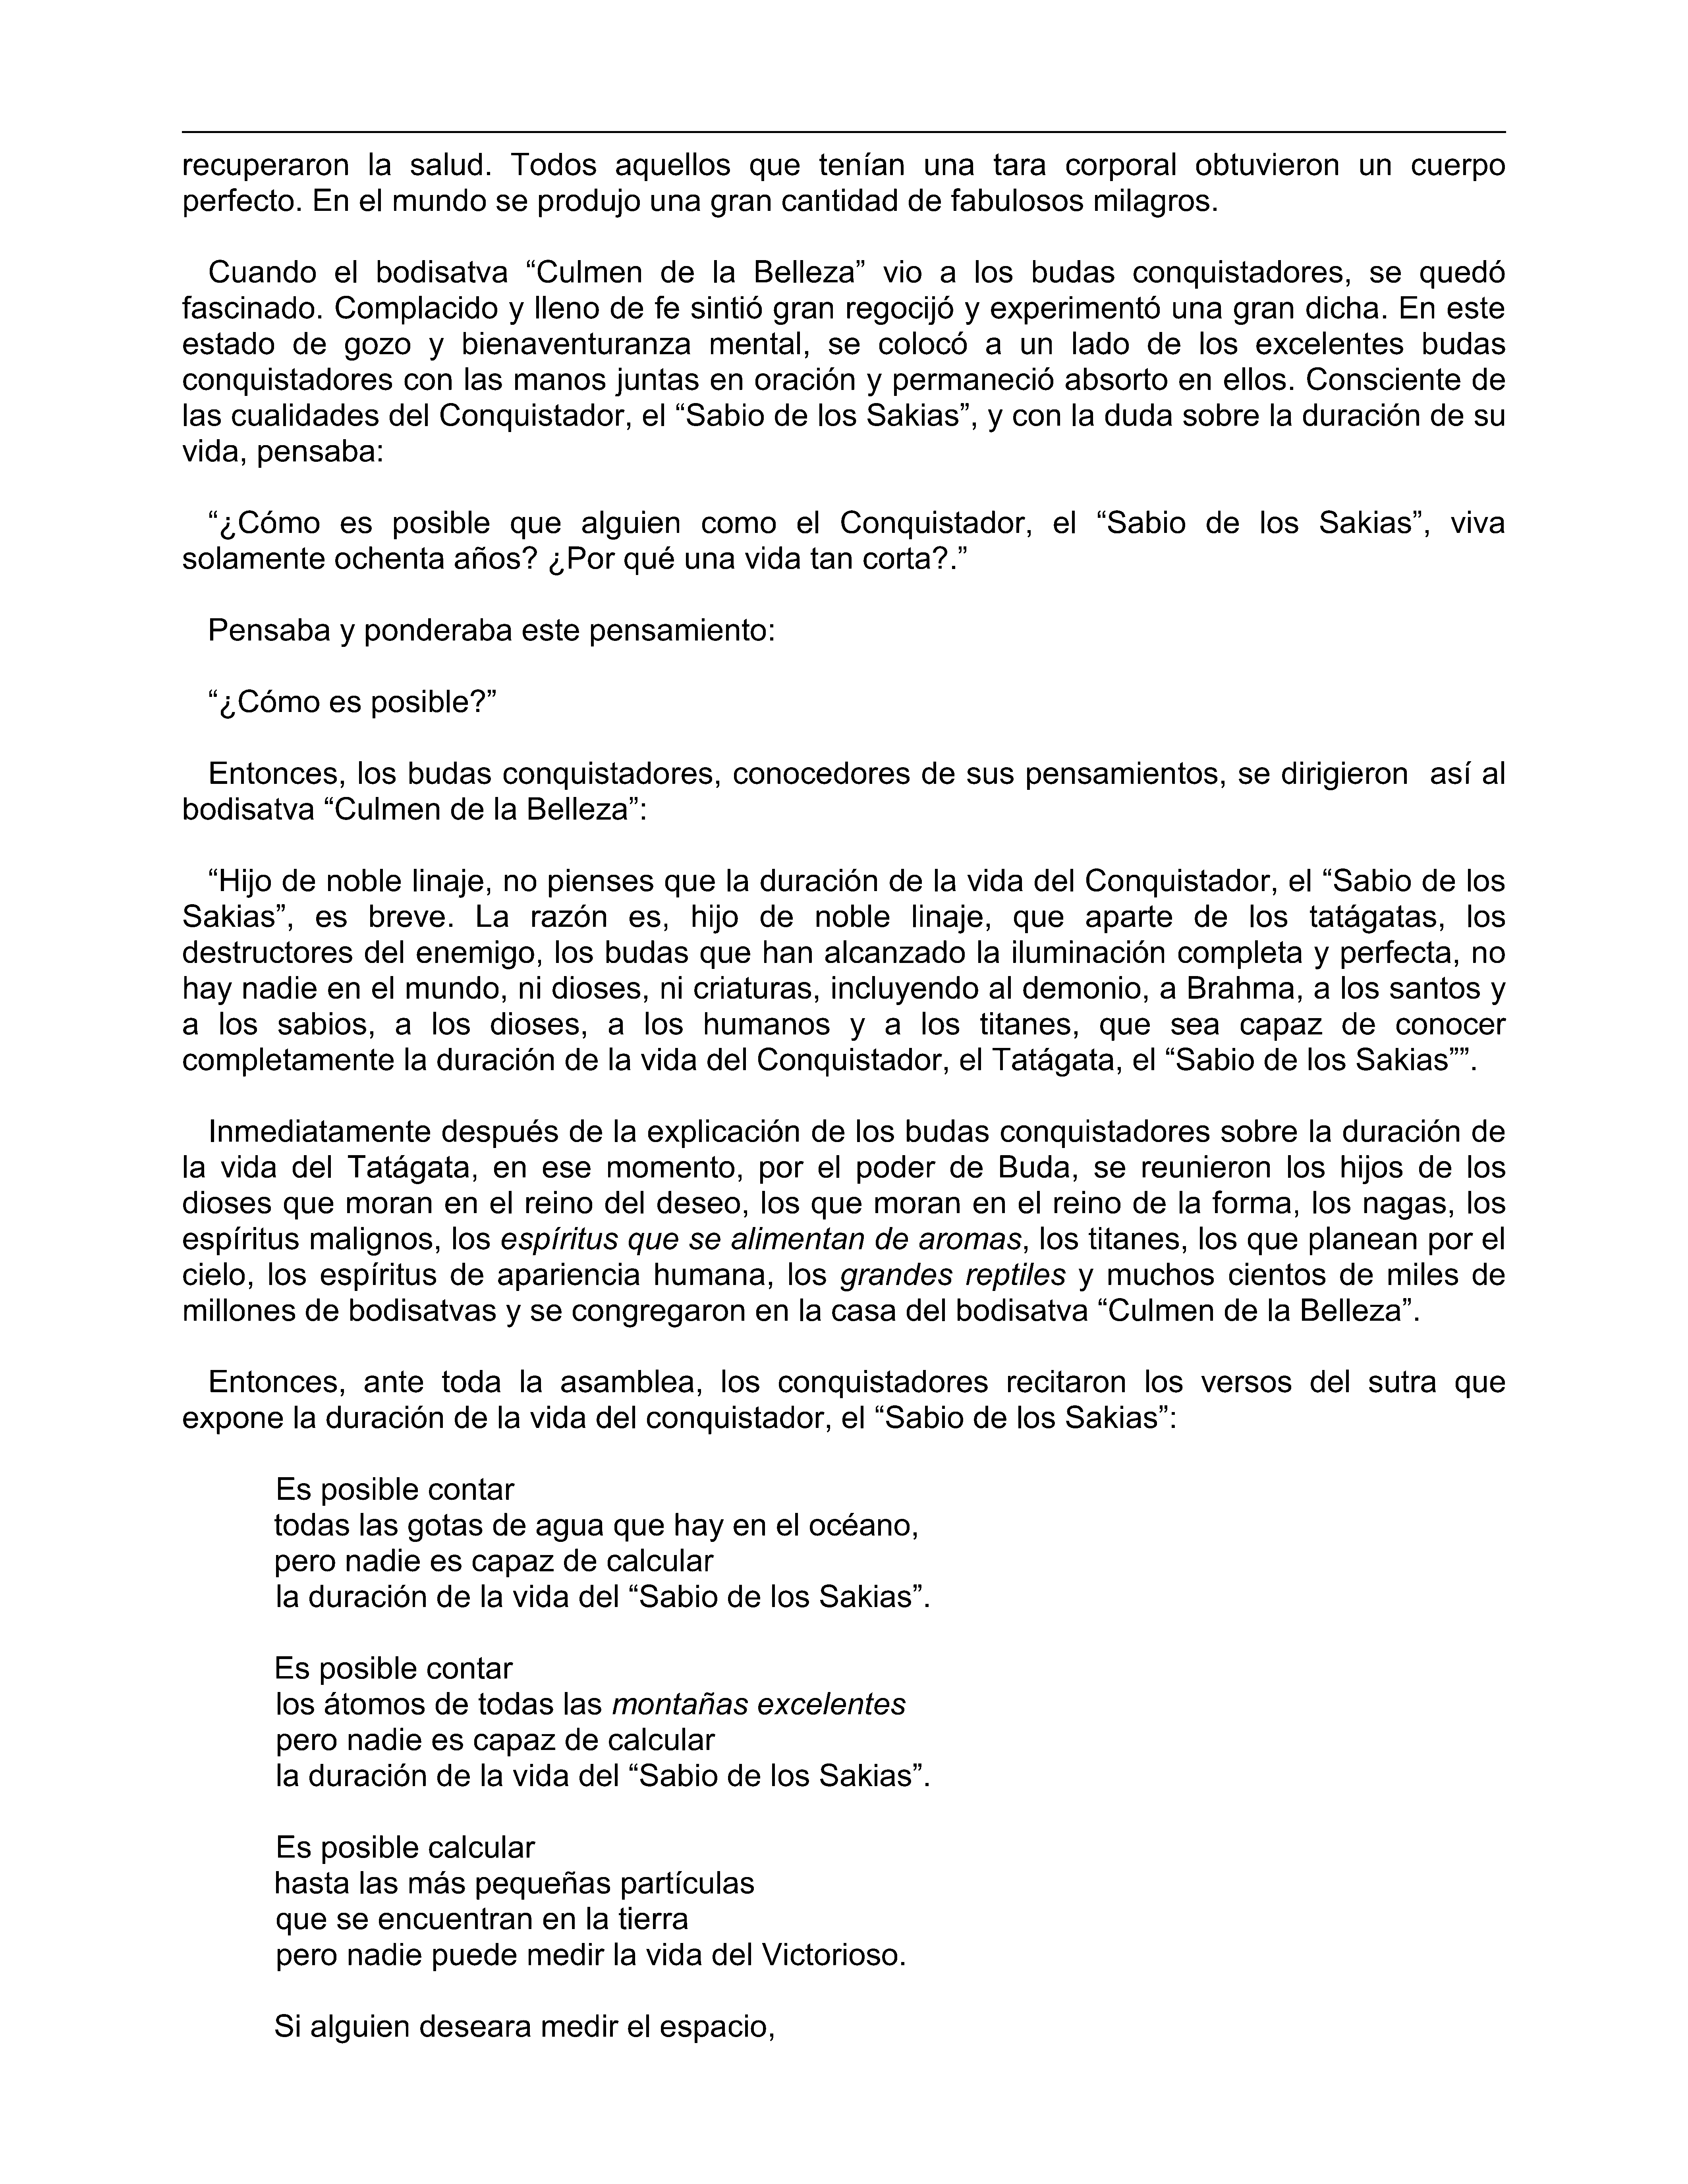 recuperaron la salud. Todos aquellos que tenían una tara corporal obtuvieron un cuerpo
perfecto. En el mundo se produjo una gran cantidad de fabulosos milagros.
Cuando el bodisatva “Culmen de la Belleza” vio a los budas conquistadores, se quedó
fascinado. Complacido y lleno de fe sintió gran regocijó y experimentó una gran dicha. En este
estado de gozo y bienaventuranza mental, se colocó a un lado de los excelentes budas
conquistadores con las manos juntas en oración y permaneció absorto en ellos. Consciente de
las cualidades del Conquistador, el “Sabio de los Sakias”, y con la duda sobre la duración de su
vida, pensaba:
“¿Cómo es posible que alguien como el Conquistador, el “Sabio de los Sakias”, viva
solamente ochenta años? ¿Por qué una vida tan corta?.”
Pensaba y ponderaba este pensamiento:
“¿Cómo es posible?”
Entonces, los budas conquistadores, conocedores de sus pensamientos, se dirigieron  así al
bodisatva “Culmen de la Belleza”:
“Hijo de noble linaje, no pienses que la duración de la vida del Conquistador, el “Sabio de los
Sakias”, es breve. La razón es, hijo de noble linaje, que aparte de los tatágatas, los
destructores del enemigo, los budas que han alcanzado la iluminación completa y perfecta, no
hay nadie en el mundo, ni dioses, ni criaturas, incluyendo al demonio, a Brahma, a los santos y
a los sabios, a los dioses, a los humanos y a los titanes, que sea capaz de conocer
completamente la duración de la vida del Conquistador, el Tatágata, el “Sabio de los Sakias””.
Inmediatamente después de la explicación de los budas conquistadores sobre la duración de
la vida del Tatágata, en ese momento, por el poder de Buda, se reunieron los hijos de los
dioses que moran en el reino del deseo, los que moran en el reino de la forma, los nagas, los
espíritus malignos, los espíritus que se alimentan de aromas, los titanes, los que planean por el
cielo, los espíritus de apariencia humana, los grandes reptiles y muchos cientos de miles de
millones de bodisatvas y se congregaron en la casa del bodisatva “Culmen de la Belleza”.
Entonces, ante toda la asamblea, los conquistadores recitaron los versos del sutra que
expone la duración de la vida del conquistador, el “Sabio de los Sakias”:
Es posible contar
todas las gotas de agua que hay en el océano,
pero nadie es capaz de calcular
la duración de la vida del “Sabio de los Sakias”.
Es posible contar
los átomos de todas las montañas excelentes
pero nadie es capaz de calcular
la duración de la vida del “Sabio de los Sakias”.
Es posible calcular
hasta las más pequeñas partículas
que se encuentran en la tierra
pero nadie puede medir la vida del Victorioso.
Si alguien deseara medir el espacio,